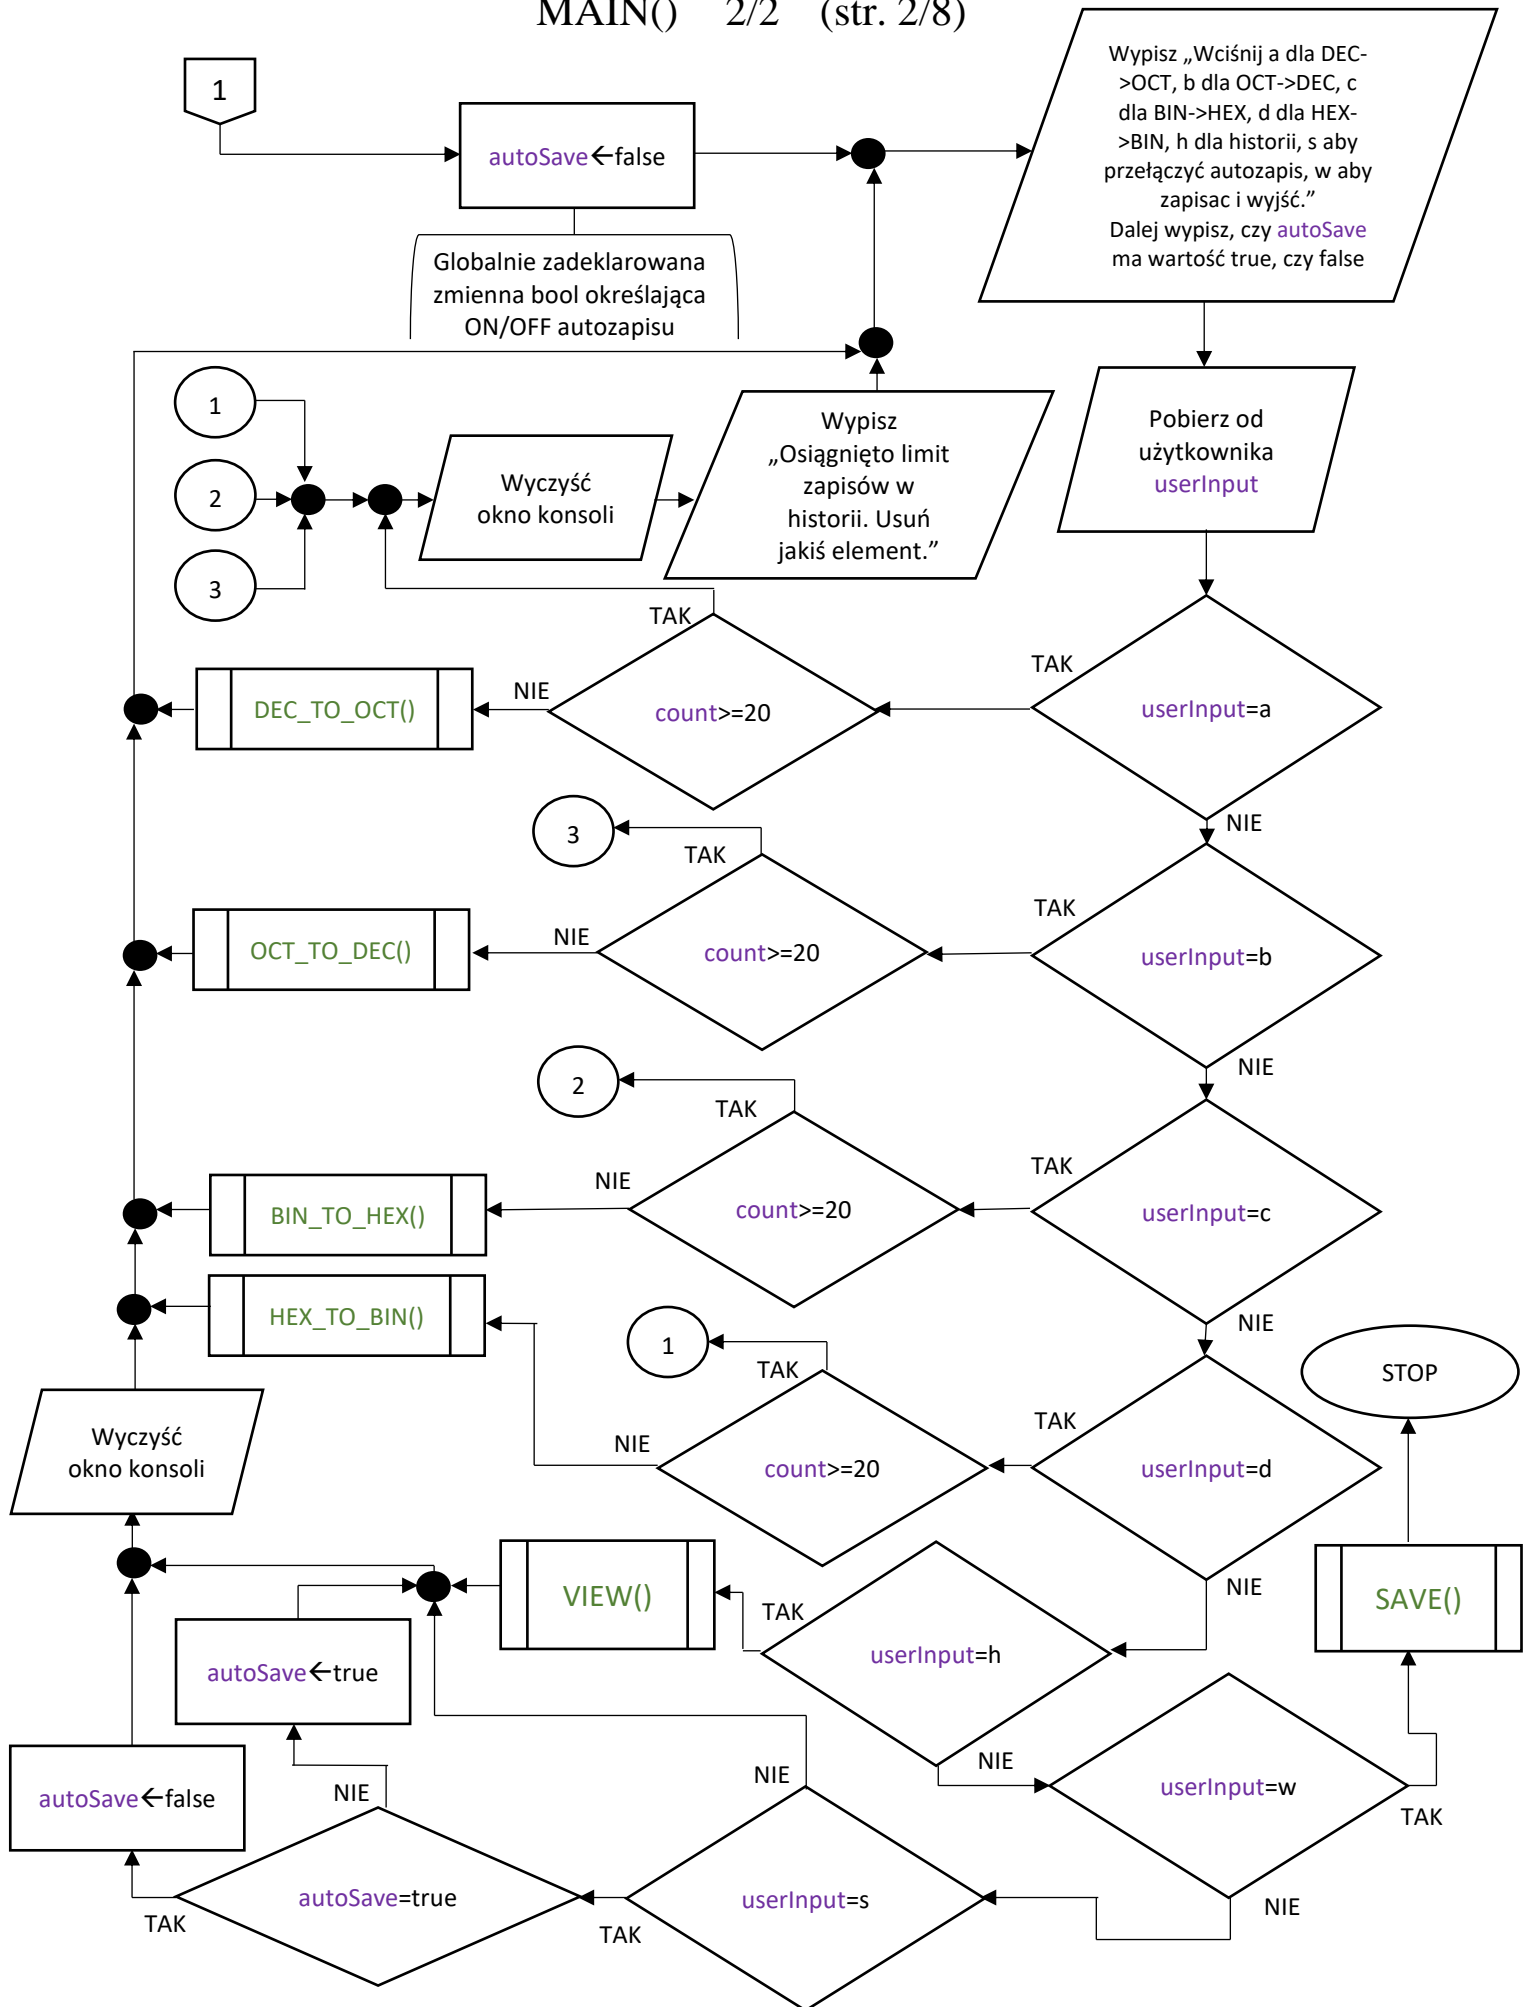 MAIN() 2/2 (str. 2/8)
1
autoSave←false
Globalnie zadeklarowana
zmienna bool określająca
ON/OFF autozapisu
Wypisz „Wciśnij a dla DEC-
>OCT, b dla OCT->DEC, c
dla BIN->HEX, d dla HEX-
>BIN, h dla historii, s aby
przełączyć autozapis, w aby
zapisac i wyjść.”
Dalej wypisz, czy autoSave
ma wartość true, czy false
1
2
3
Wyczyść
okno konsoli
Wypisz
„Osiągnięto limit
zapisów w
historii. Usuń
jakiś element.”
Pobierz od
użytkownika
userInput
TAK
TAK
DEC_TO_OCT()
NIE
count>=20
userInput=a
NIE
3
TAK
TAK
OCT_TO_DEC()
NIE
count>=20
userInput=b
NIE
2
TAK
TAK
BIN_TO_HEX()
NIE
count>=20
userInput=c
NIE
HEX_TO_BIN()
1
TAK
TAK
NIE
count>=20
userInput=d
NIE
STOP
Wyczyść
okno konsoli
VIEW()
TAK
userInput=h
NIE
SAVE()
autoSave←true
autoSave←false
NIE
NIE
userInput=w
TAK
NIE
autoSave=true
TAK
userInput=s
TAK